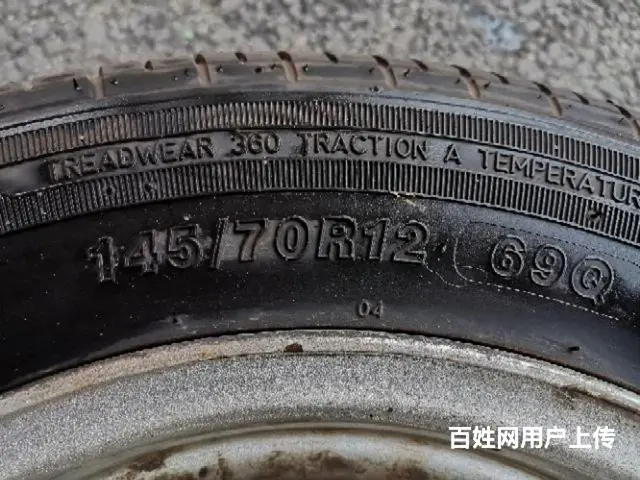 TREADWEAR 360 TRACTION A TEMPERATUR
145/70R12 69Q
04
百姓网用户上传